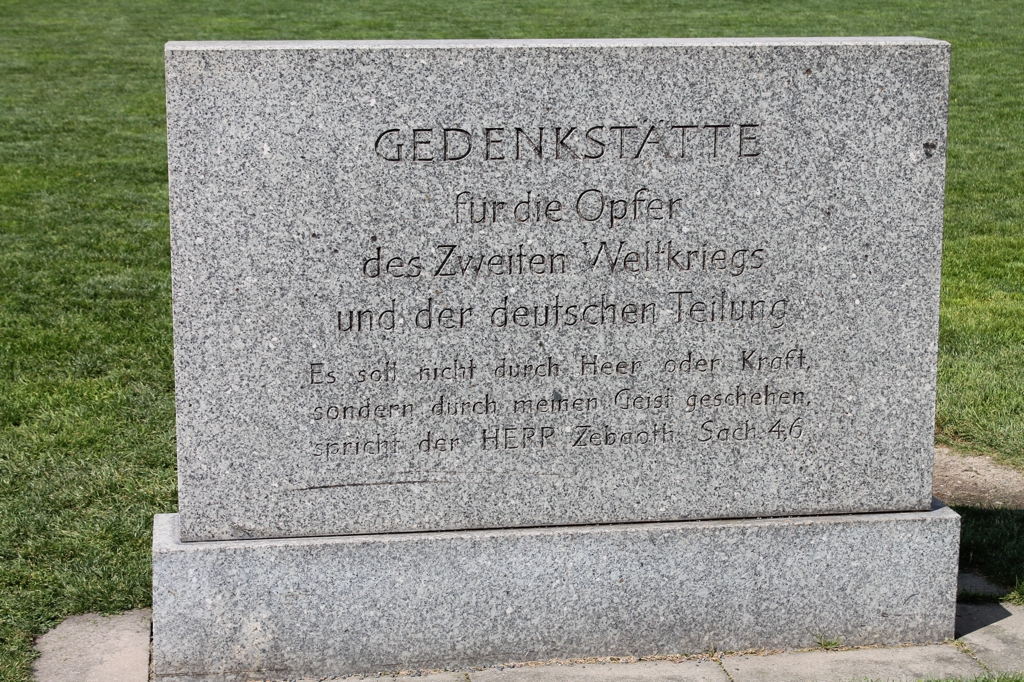 GEDENKSTÄTTE
für die Opfer
des Zweiten Weltkriegs
und der deutschen Teilung
Es soll nicht durch Heer oder Kraft,
sondern durch meinen Geist geschehen,
spricht der HERR Zebaoth. Sach. 4,6